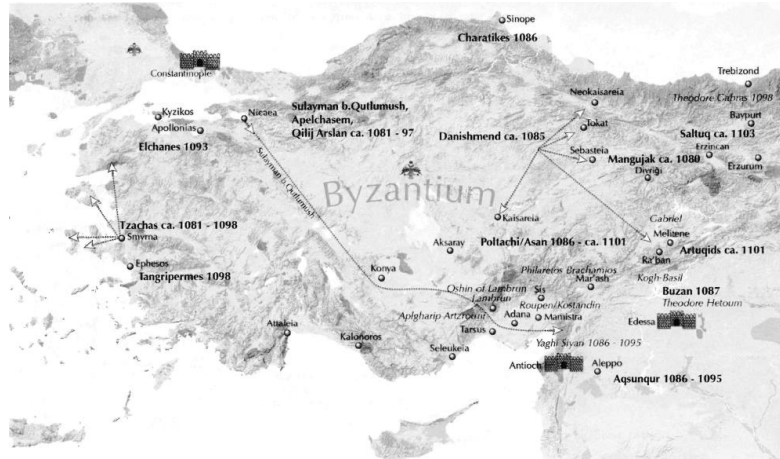 Sinope
Charatikes 1086
Constantinople
Trebizond
Theodore Gabras 1098
Neokaisareia
Kyzikos
Nicaea
Sulayman b.Qutlumush,
Apelchasem,
Qilij Arslan ca. 1081 - 97
Baypurt
Apollonias
Tokat
Danishmend ca. 1085
Saltuq ca. 1103
Elchanes 1093
Sebasteia
Mangujak ca. 1080
Erzincan
Erzurum
Divriği
Sulayman b.Qutlumush
Byzantium
Kaisareia
Gabriel
Tzachas ca. 1081 - 1098
Smyrna
Melitene
Aksaray
Poltachi/Asan 1086 - ca. 1101
Artuqids ca. 1101
Ra'ban
Ephesos
Tangripermes 1098
Konya
Philaretos Brachamios
Kogh-Basil
Mar'ash
Oshin of Lambrun
Lambrun
Sis
Buzan 1087
Roupen/Kostandin
Theodore Hetoum
Aplgharip Artzrouni
Adana
Mamistra
Edessa
Attaleia
Tarsus
Kalonoros
Yaghi Siyan 1086 - 1095
Seleukeia
Antioch
Aleppo
Aqsunqur 1086 - 1095